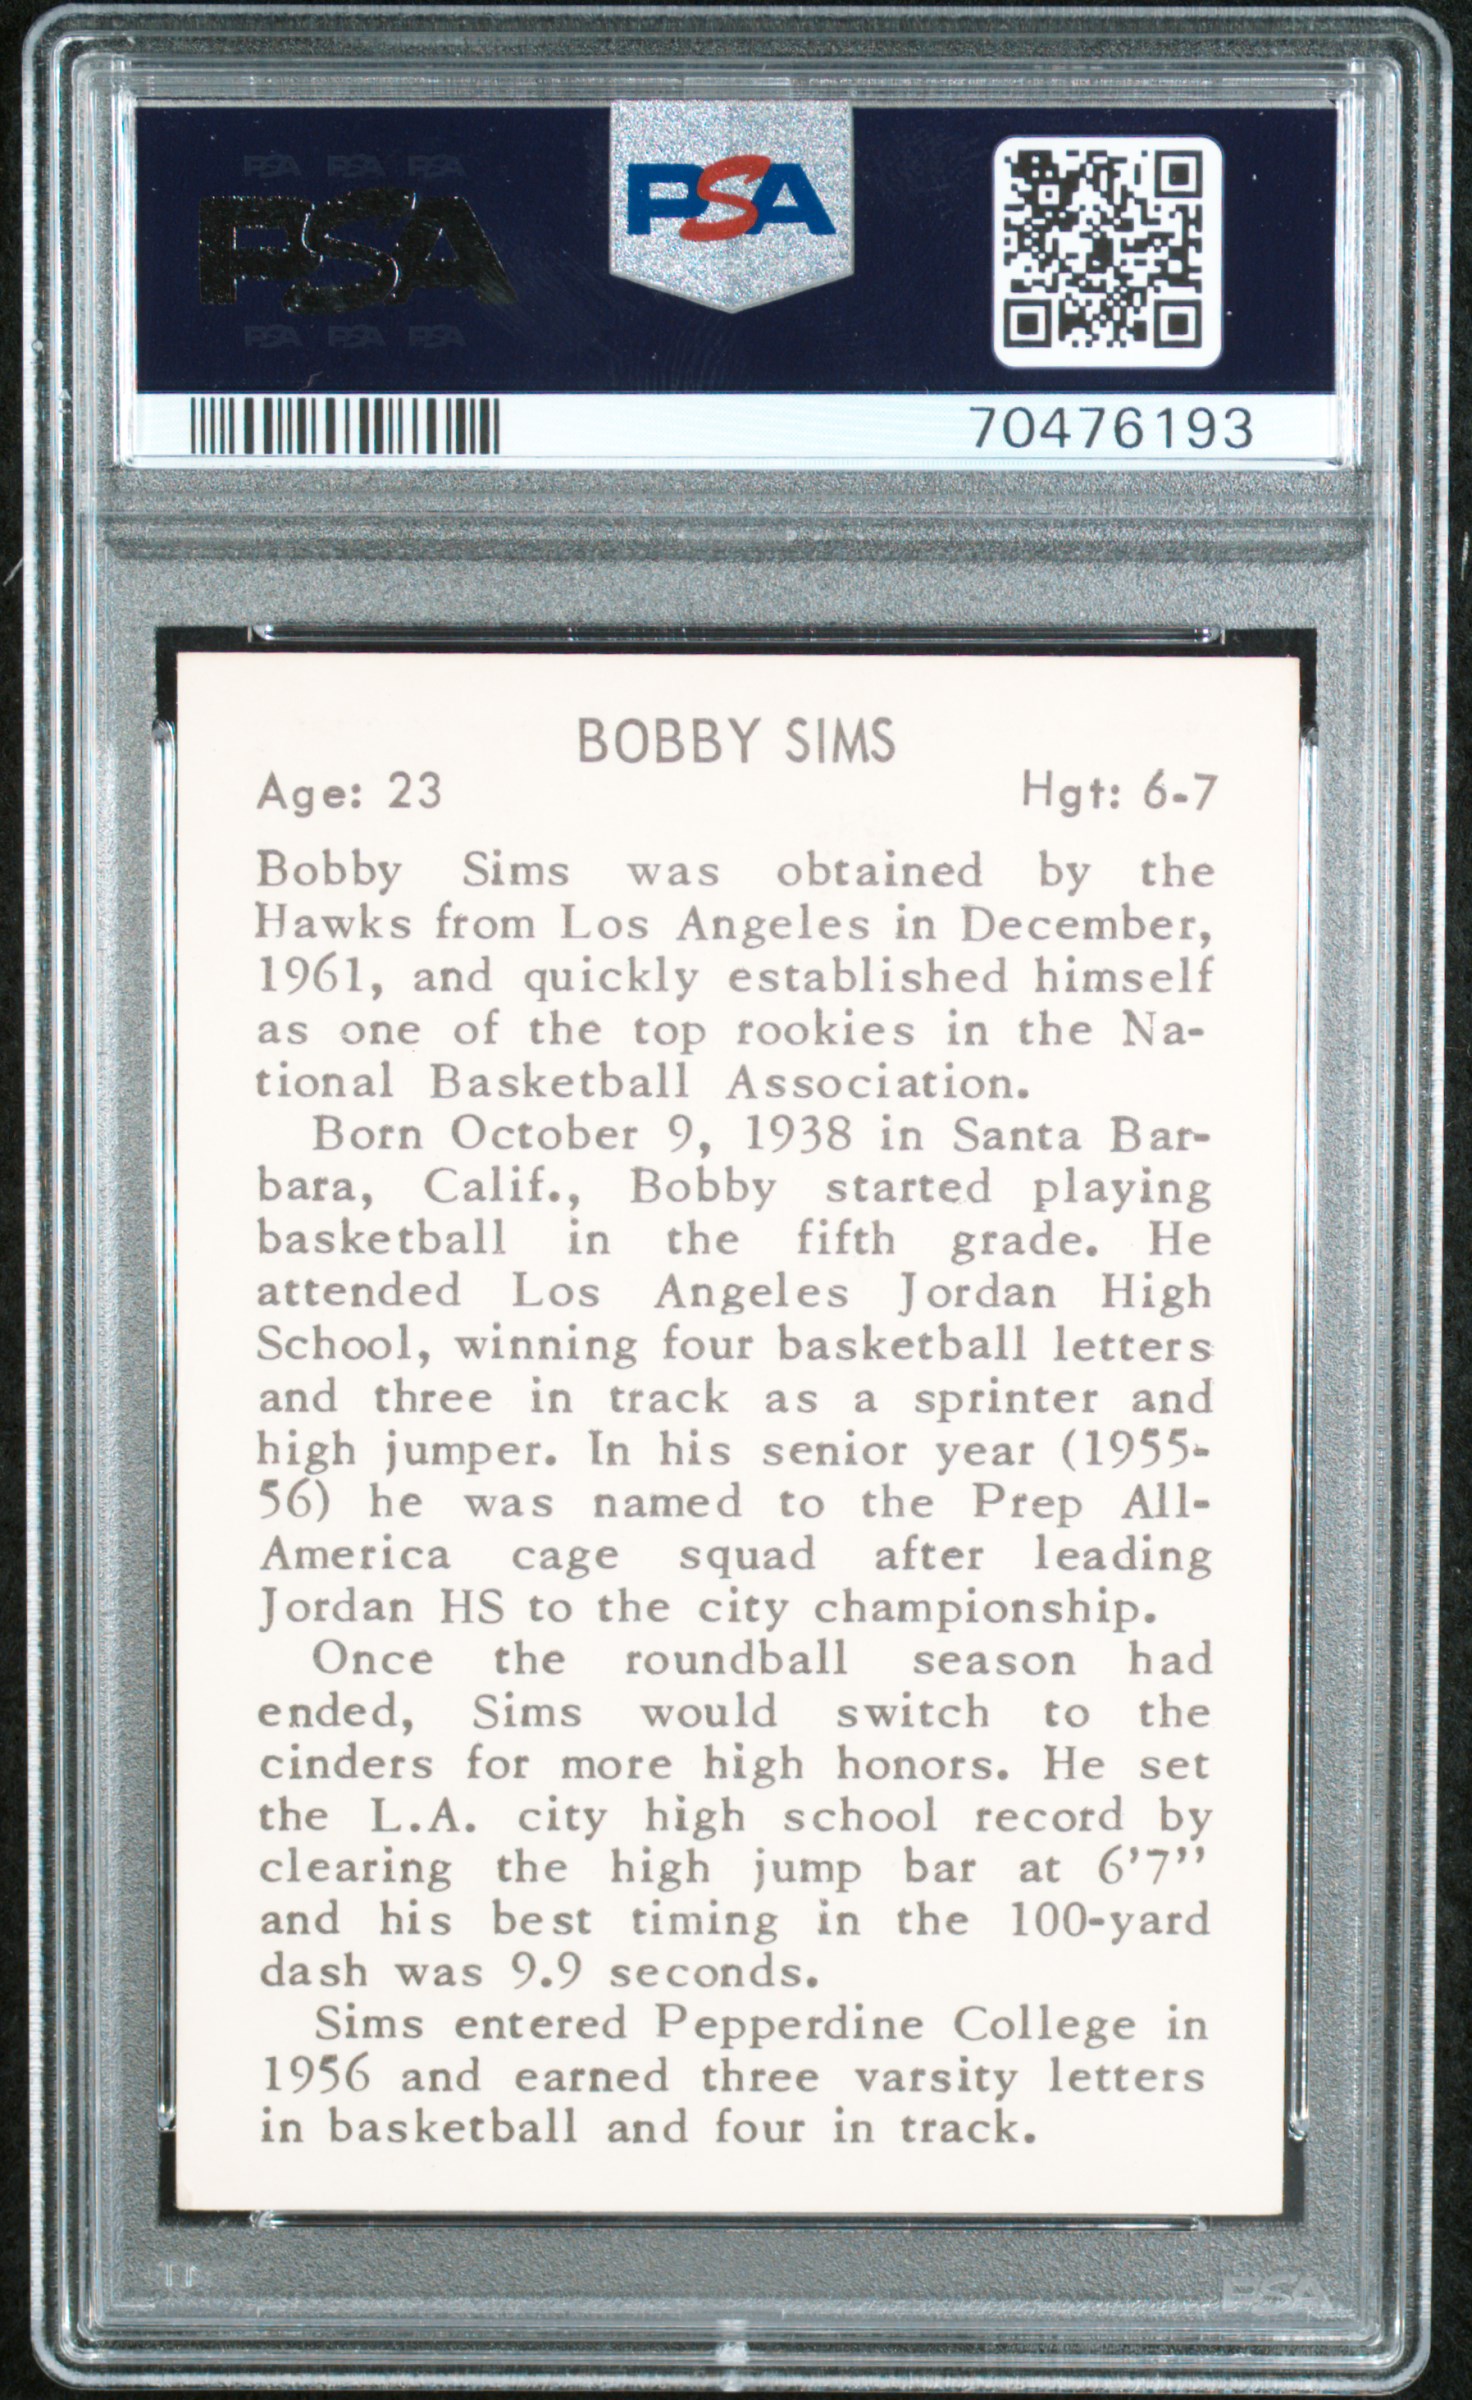 PSA PSA PSA
PSA
PSA PSA PSA
PSA
70476193
BOBBY SIMS
Age: 23 Hgt: 6-7
Bobby Sims was obtained by the
Hawks from Los Angeles in December,
1961, and quickly established himself
as one of the top rookies in the Na-
tional Basketball Association.
Born October 9, 1938 in Santa Bar-
bara, Calif., Bobby started playing
basketball in the fifth grade. He
attended Los Angeles Jordan High
School, winning four basketball letters
and three in track as a sprinter and
high jumper. In his senior year (1955-
56) he was named to the Prep All-
America cage squad after leading
Jordan HS to the city championship.
Once the roundball season had
ended, Sims would switch to the
cinders for more high honors. He set
the L.A. city high school record by
clearing the high jump bar at 6’7’’
and his best timing in the 100-yard
dash was 9.9 seconds.
Sims entered Pepperdine College in
1956 and earned three varsity letters
in basketball and four in track.
PSA